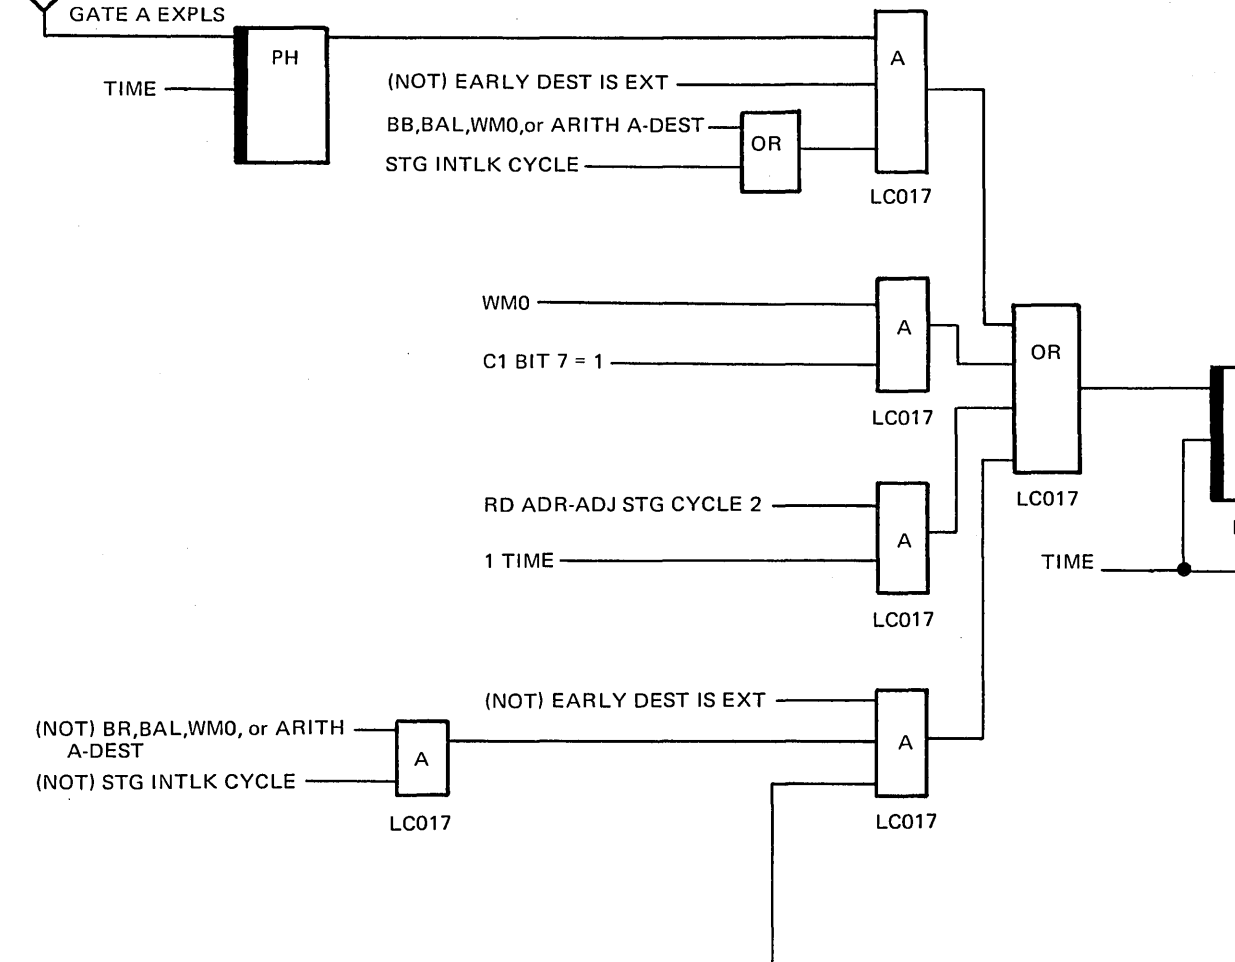 GATE A EXPLS
PH
TIME
A
(NOT) EARLY DEST IS EXT
BB,BAL,WM0,or ARITH A-DEST
OR
STG INTLK CYCLE
LC017
WM0
A
C1 BIT 7 = 1
LC017
OR
LC017
RD ADR-ADJ STG CYCLE 2
A
1 TIME
LC017
TIME
(NOT) EARLY DEST IS EXT
(NOT) BR,BAL,WM0, or ARITH
A-DEST
A
A
(NOT) STG INTLK CYCLE
LC017
LC017